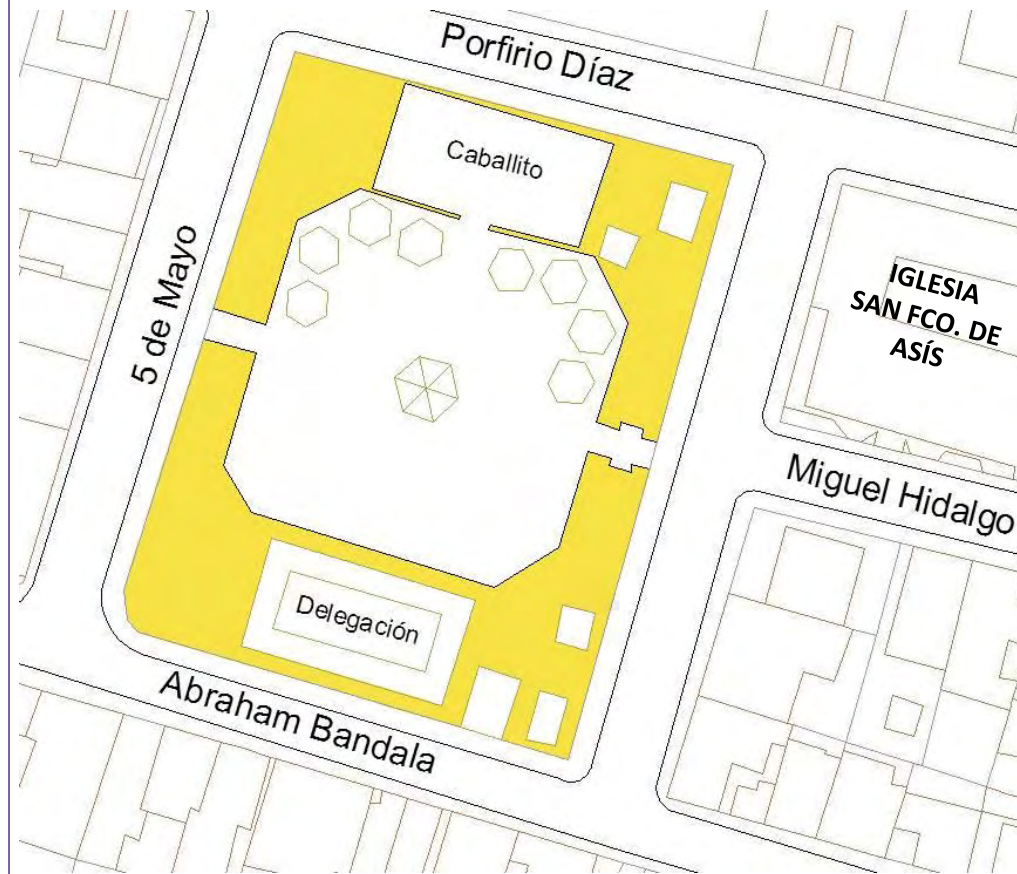 Porfirio Díaz
Caballito
5 de Mayo
IGLESIA
SAN FCO. DE
ASÍS
Miguel Hidalgo
Delegación
Abraham Bandala